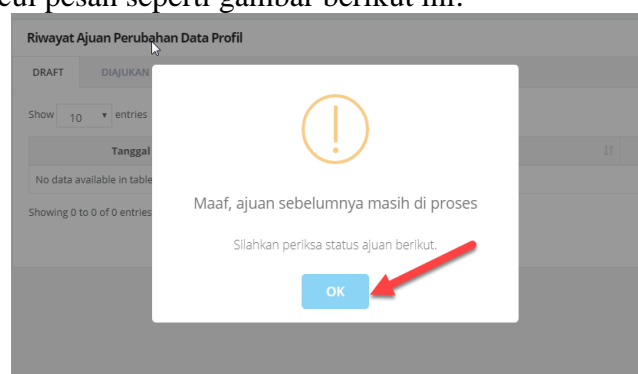 cul pesan seperti gambar berikut ini.
Riwayat Ajuan Perubahan Data Profil
DRAFT DIAJUKAN
Show 10 entries
Tanggal
No data available in table
Showing 0 to 0 of 0 entries
Maaf, ajuan sebelumnya masih di proses
Silahkan periksa status ajuan berikut.
OK